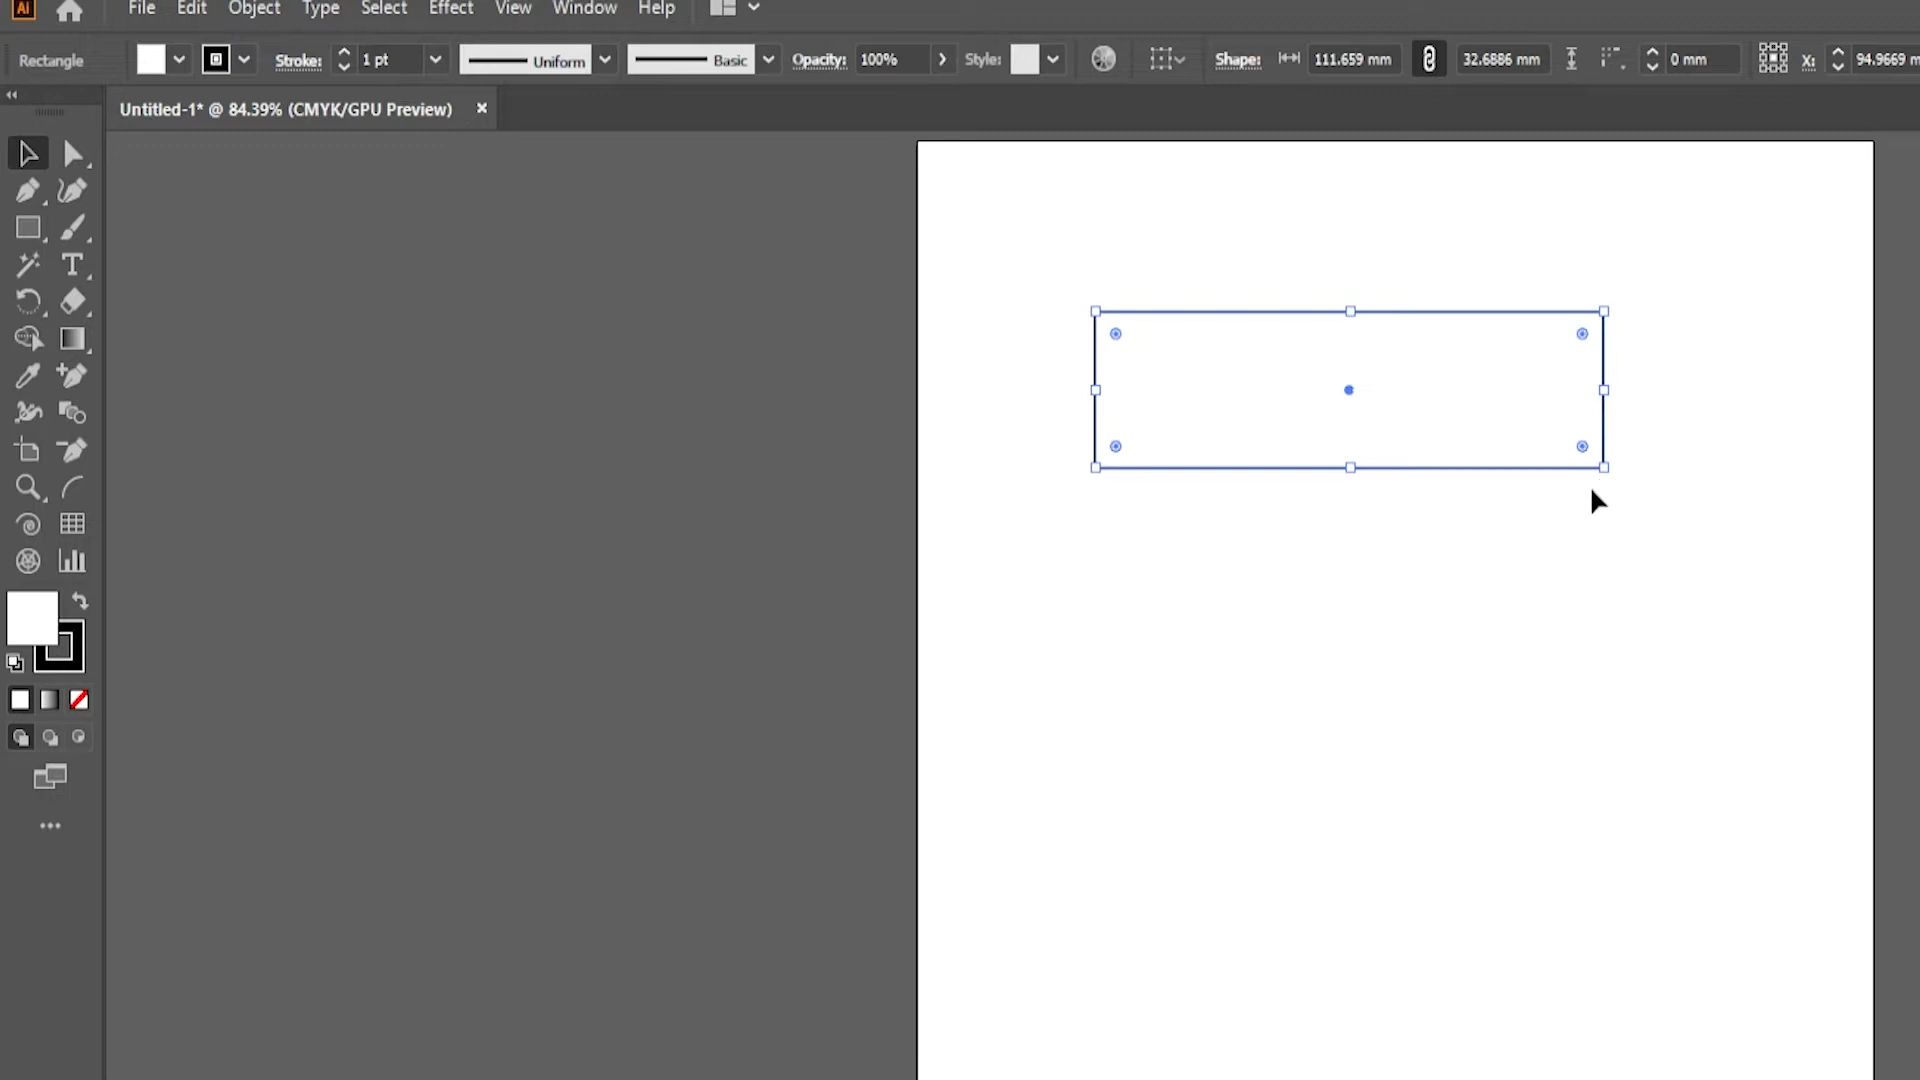 Ai File Edit Object Type Select Effect View Window Help
Rectangle Stroke: 1 pt Uniform Basic Opacity: 100% Style: Shape: 111.659 mm 32.6886 mm 0 mm X: 94.9669 m
Untitled-1* @ 84.39% (CMYK/GPU Preview) ×